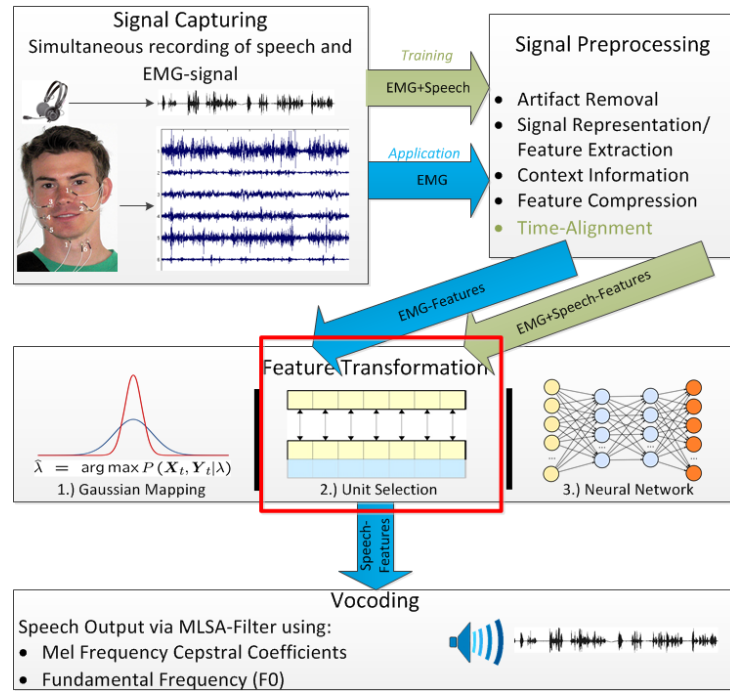 Signal Capturing
Simultaneous recording of speech and
EMG-signal
Training
EMG+Speech
Application
EMG
Signal Preprocessing
• Artifact Removal
• Signal Representation/
Feature Extraction
• Context Information
• Feature Compression
• Time-Alignment
EMG-Features
EMG+Speech-Features
Feature Transformation
λ̂ = arg max P (X_t, Y_t|λ)
1.) Gaussian Mapping
2.) Unit Selection
...
...
...
...
3.) Neural Network
Speech-
Features
Vocoding
Speech Output via MLSA-Filter using:
• Mel Frequency Cepstral Coefficients
• Fundamental Frequency (F0)